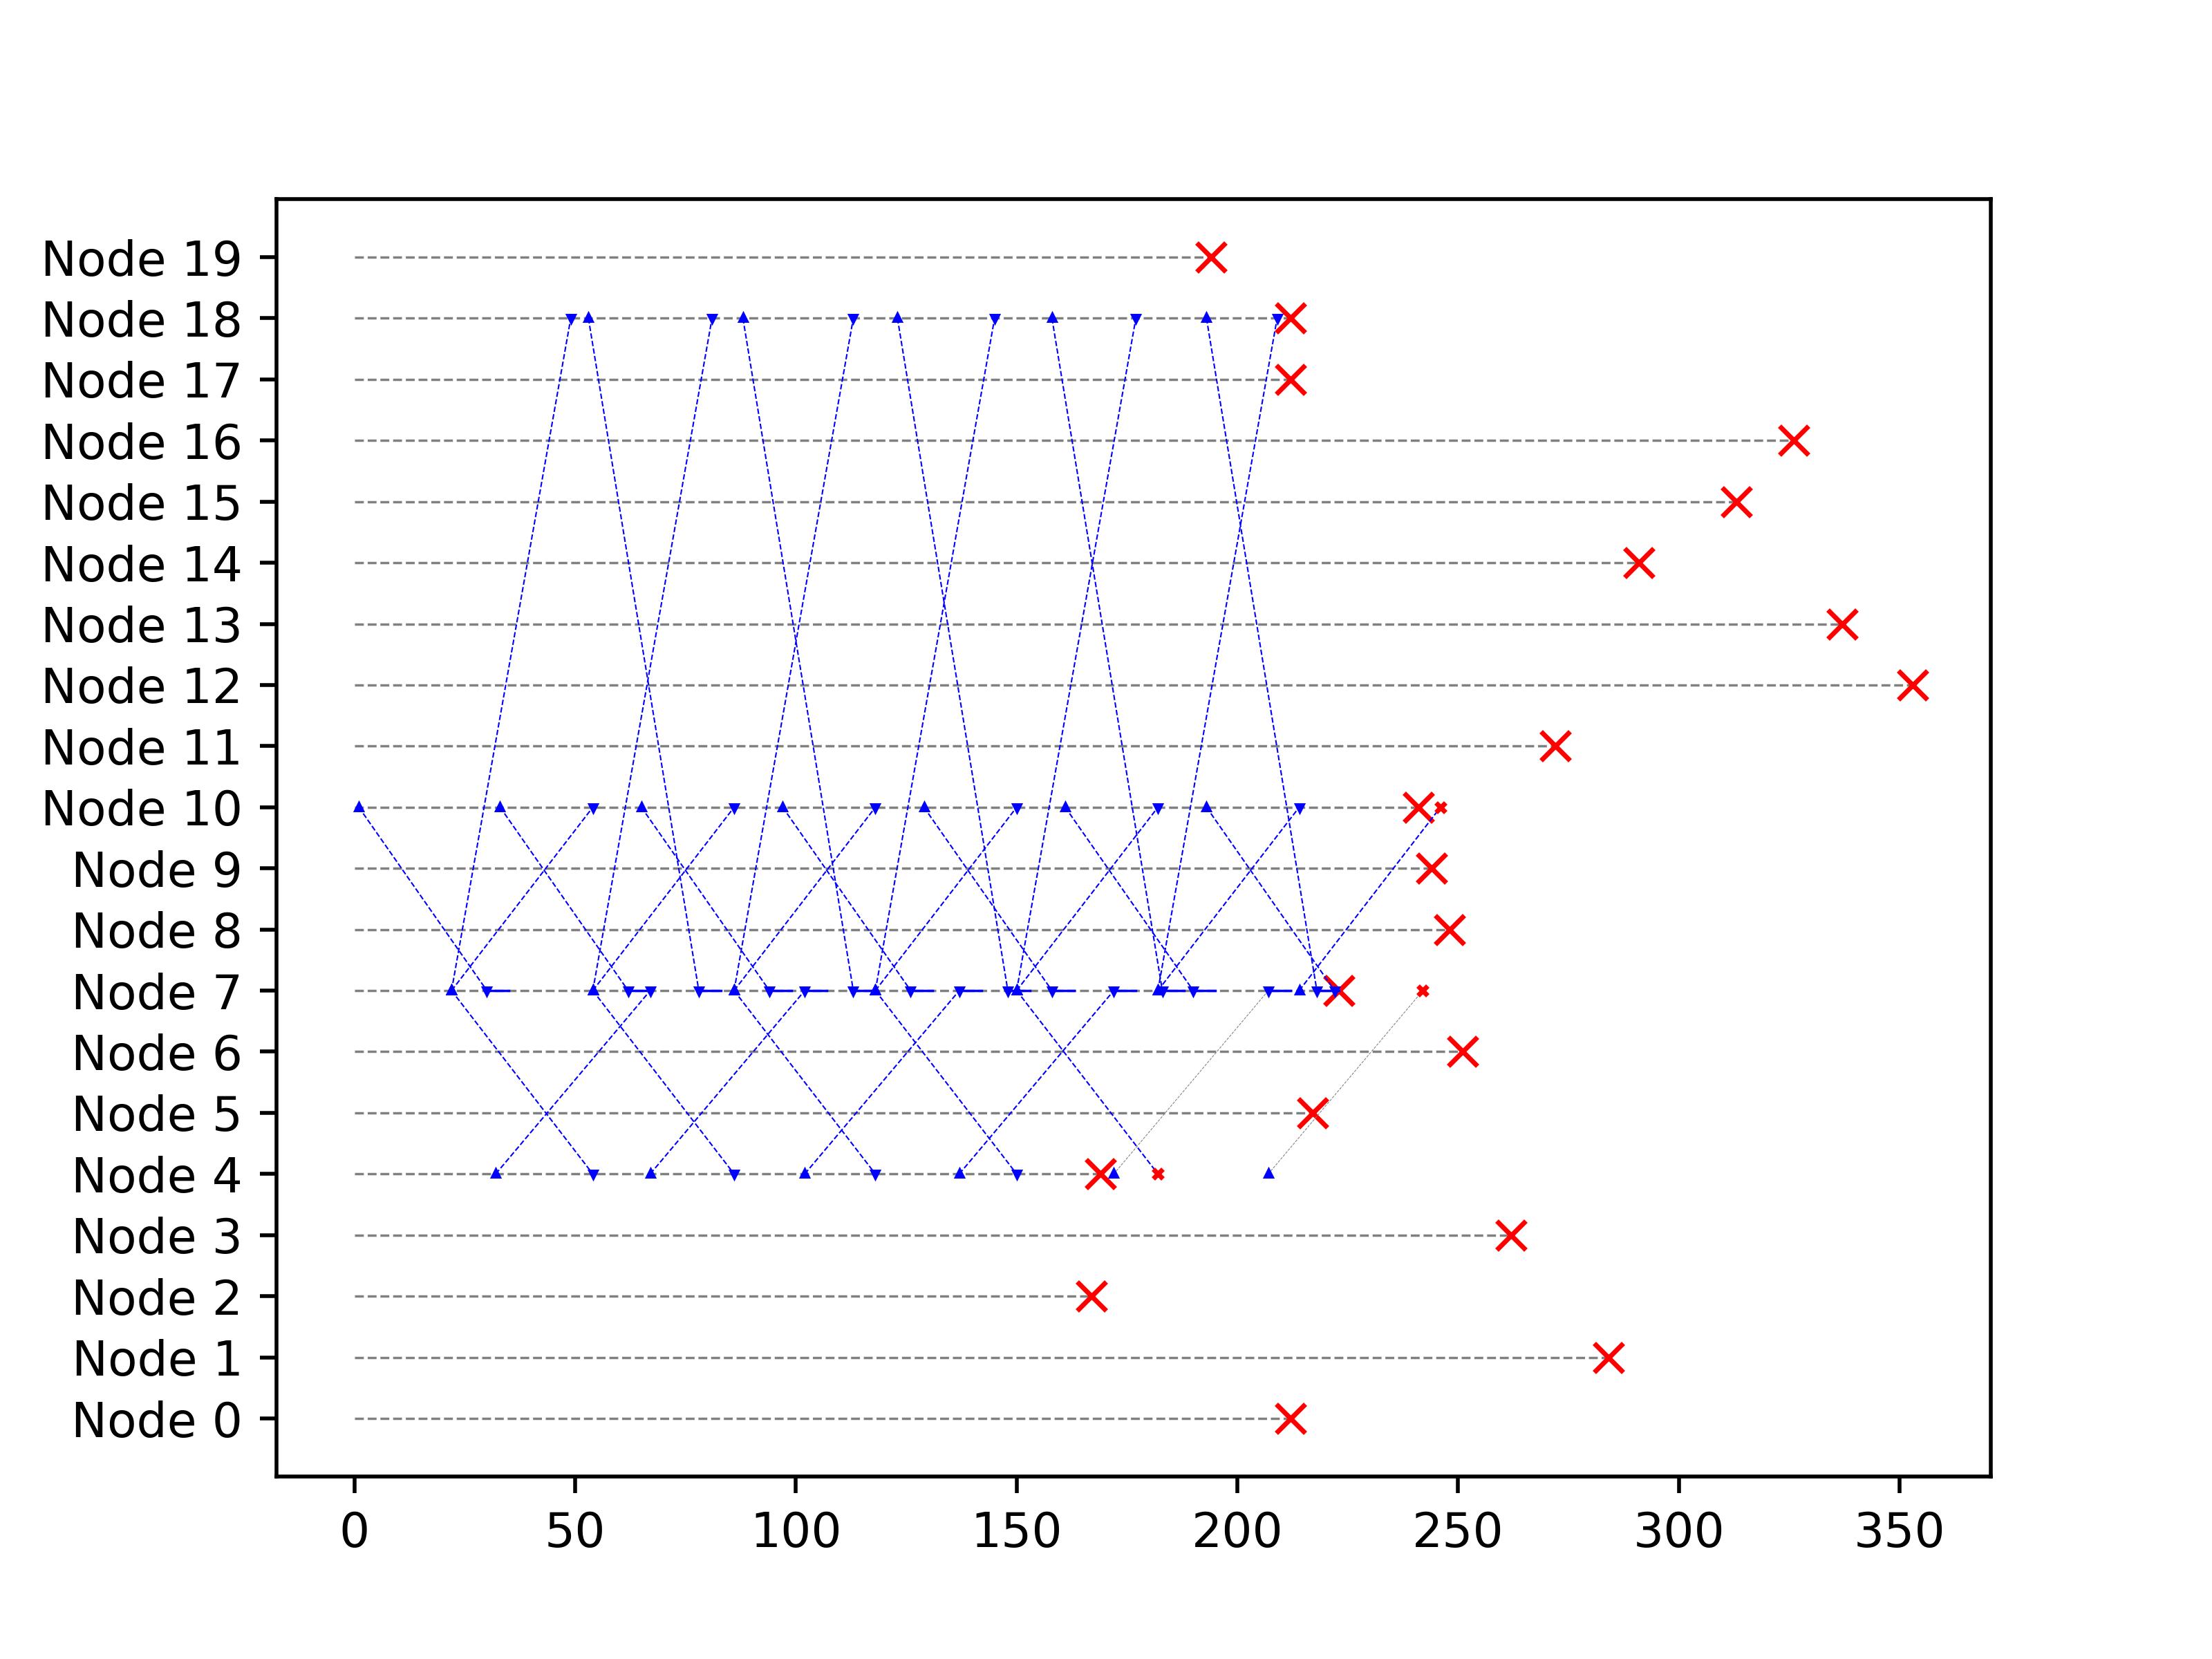 Node 19
Node 18
Node 17
Node 16
Node 15
Node 14
Node 13
Node 12
Node 11
Node 10
Node 9
Node 8
Node 7
Node 6
Node 5
Node 4
Node 3
Node 2
Node 1
Node 0
0 50 100 150 200 250 300 350